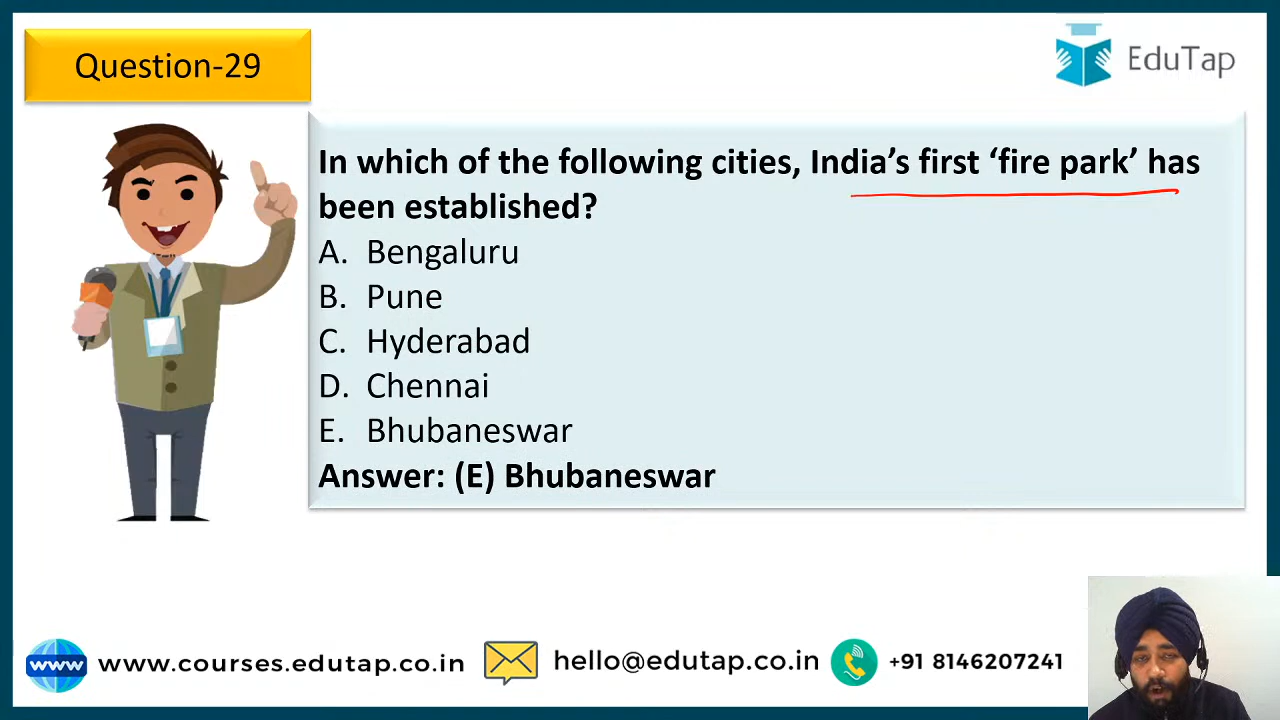 Question-29
EduTap
In which of the following cities, India’s first ‘fire park’ has
been established?
A. Bengaluru
B. Pune
C. Hyderabad
D. Chennai
E. Bhubaneswar
Answer: (E) Bhubaneswar
www www.courses.edutap.co.in hello@edutap.co.in +91 8146207241